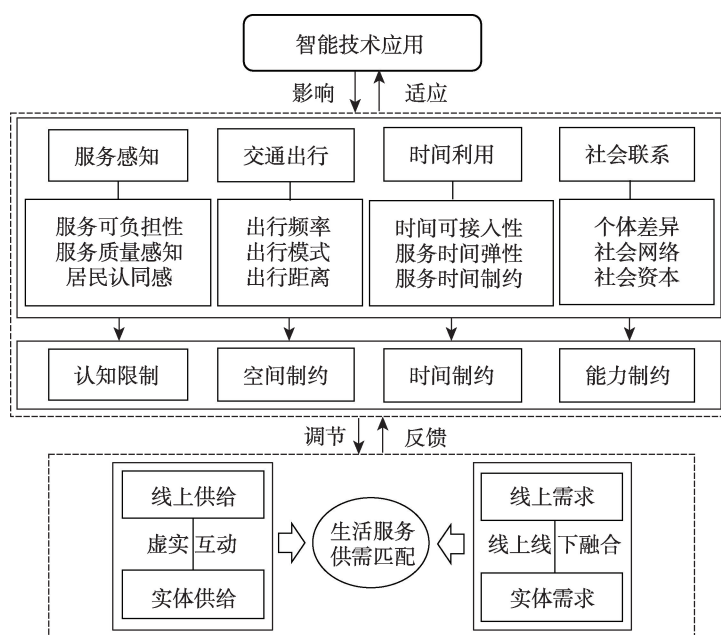 智能技术应用
影响
适应
服务感知
交通出行
时间利用
社会联系
服务可负担性
服务质量感知
居民认同感
出行频率
出行模式
出行距离
时间可接入性
服务时间弹性
服务时间制约
个体差异
社会网络
社会资本
认知限制
空间制约
时间制约
能力制约
调节
反馈
线上供给
虚实互动
实体供给
生活服务
供需匹配
线上需求
线上线下融合
实体需求